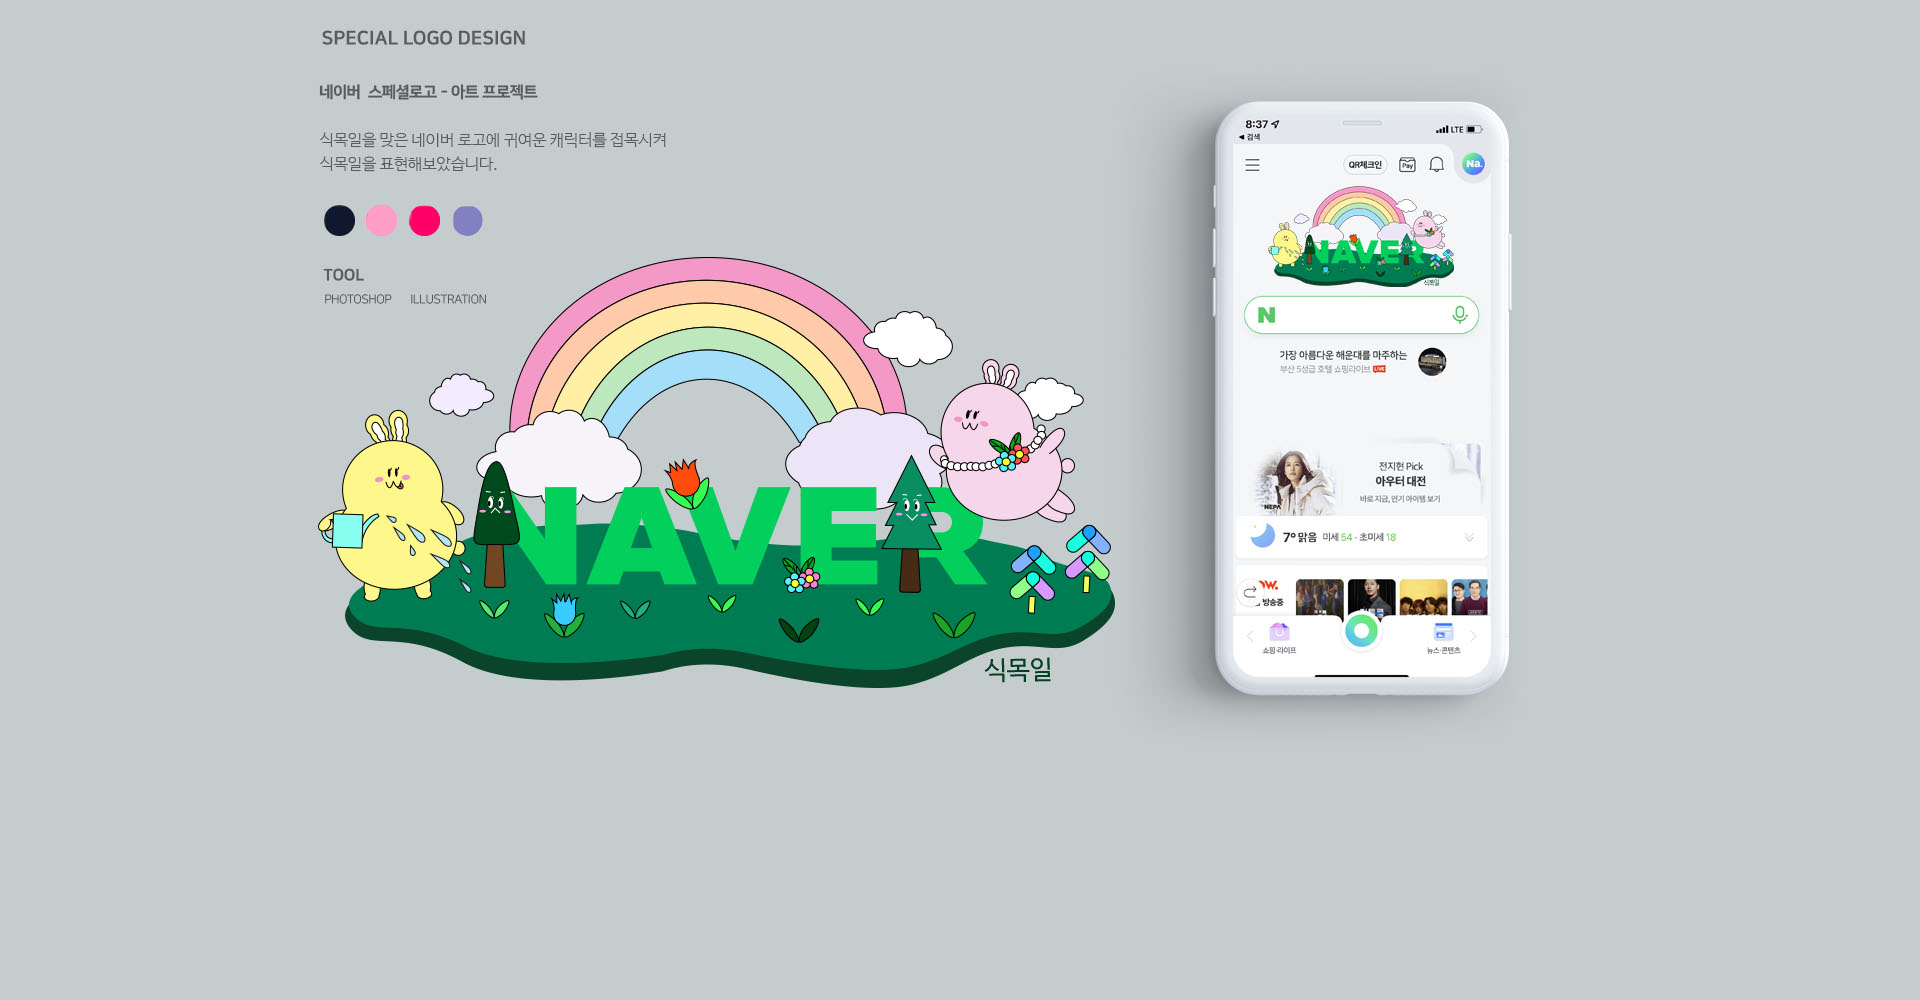 SPECIAL LOGO DESIGN
네이버 스페셜로고 - 아트 프로젝트
식목일을 맞은 네이버 로고에 귀여운 캐릭터를 접목시켜
식목일을 표현해보았습니다.
TOOL
PHOTOSHOP ILLUSTRATION
NAVER
식목일
8:37
LTE
◀ 검색
QR체크인
Pay
Na.
NAVER
식목일
N
가장 아름다운 해운대를 마주하는
부산 5성급 호텔 쇼핑라이브 LIVE
전지현 Pick
아우터 대전
바로 지금, 인기 아이템 보기
NEPA
7° 맑음 미세 54 · 초미세 18
W.
방송중
쇼핑·라이프
뉴스·콘텐츠